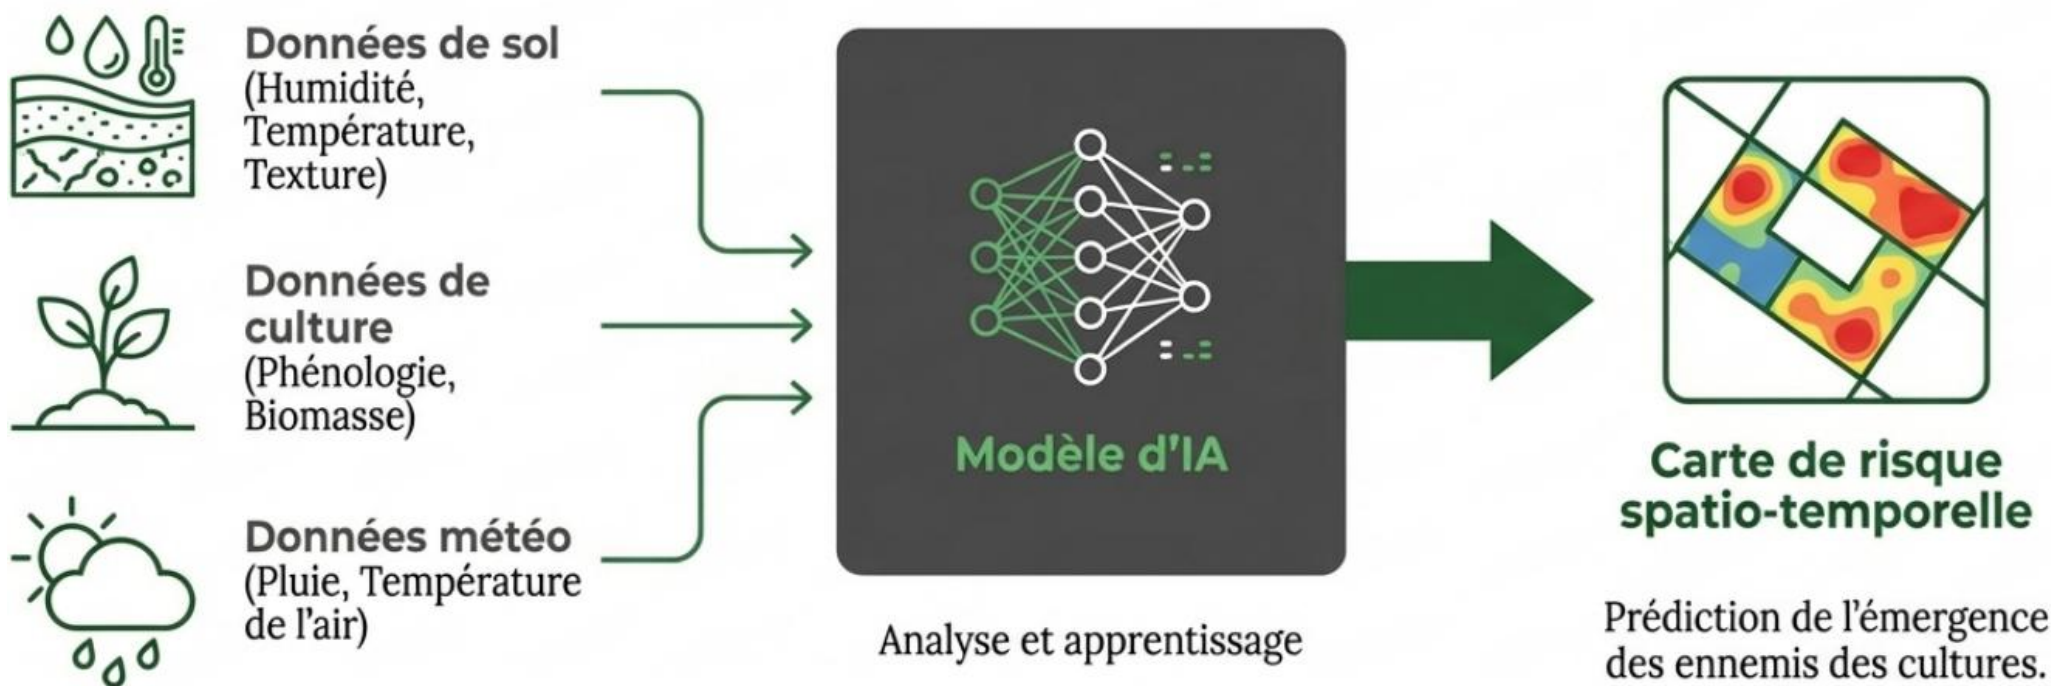 Données de sol
(Humidité,
Température,
Texture)
Données de
culture
(Phénologie,
Biomasse)
Données météo
(Pluie, Température
de l'air)
Modèle d'IA
Analyse et apprentissage
Carte de risque
spatio-temporelle
Prédiction de l'émergence
des ennemis des cultures.